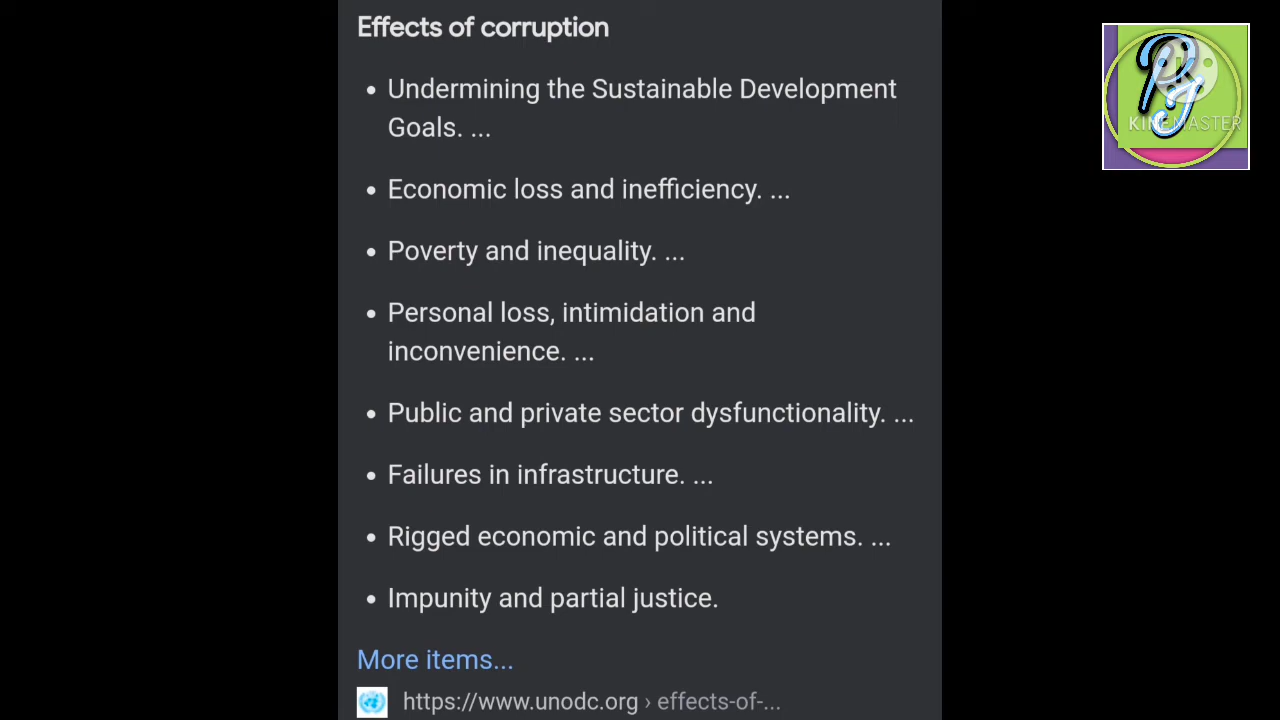 Effects of corruption
• Undermining the Sustainable Development
Goals. ...
• Economic loss and inefficiency. ...
• Poverty and inequality. ...
• Personal loss, intimidation and
inconvenience. ...
• Public and private sector dysfunctionality. ...
• Failures in infrastructure. ...
• Rigged economic and political systems. ...
• Impunity and partial justice.
More items...
https://www.unodc.org › effects-of-...
KINEMASTER